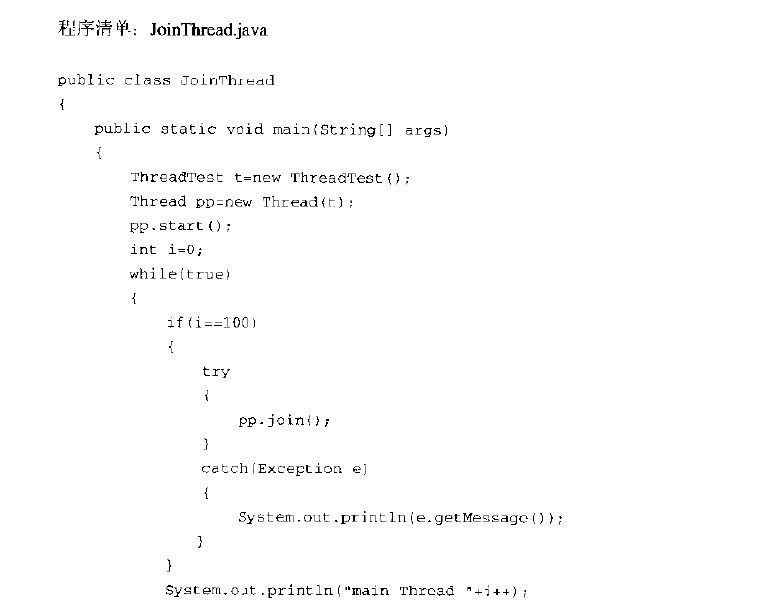 程序清单：JoinThread.java
public class JoinThread
{
public static void main(String[] args)
{
ThreadTest t=new ThreadTest();
Thread pp=new Thread(t);
pp.start();
int i=0;
while(true)
{
if(i==100)
{
try
{
pp.join();
}
catch(Exception e)
{
System.out.println(e.getMessage());
}
}
System.out.println("main Thread "+i++);